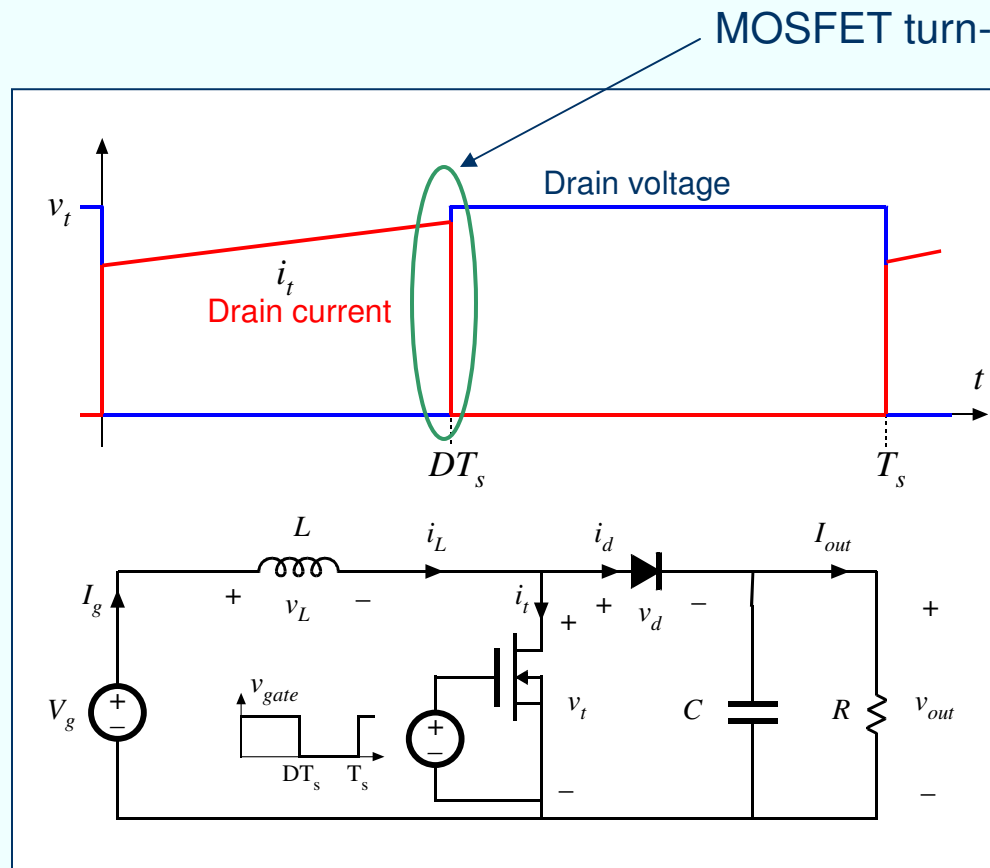 MOSFET turn-
Drain voltage
v_t
i_t
Drain current
t
DT_s
T_s
L
i_L
i_d
I_out
I_g
+ v_L −
i_t
+
+ v_d −
+
V_g
+
−
v_gate
DT_s
T_s
+
−
v_t
C
R
v_out
−
−